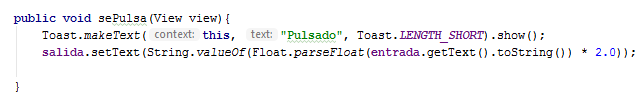 public void sePulsa(View view){
Toast.makeText( context: this, text: "Pulsado", Toast.LENGTH_SHORT).show();
salida.setText(String.valueOf(Float.parseFloat(entrada.getText().toString()) * 2.0));
}